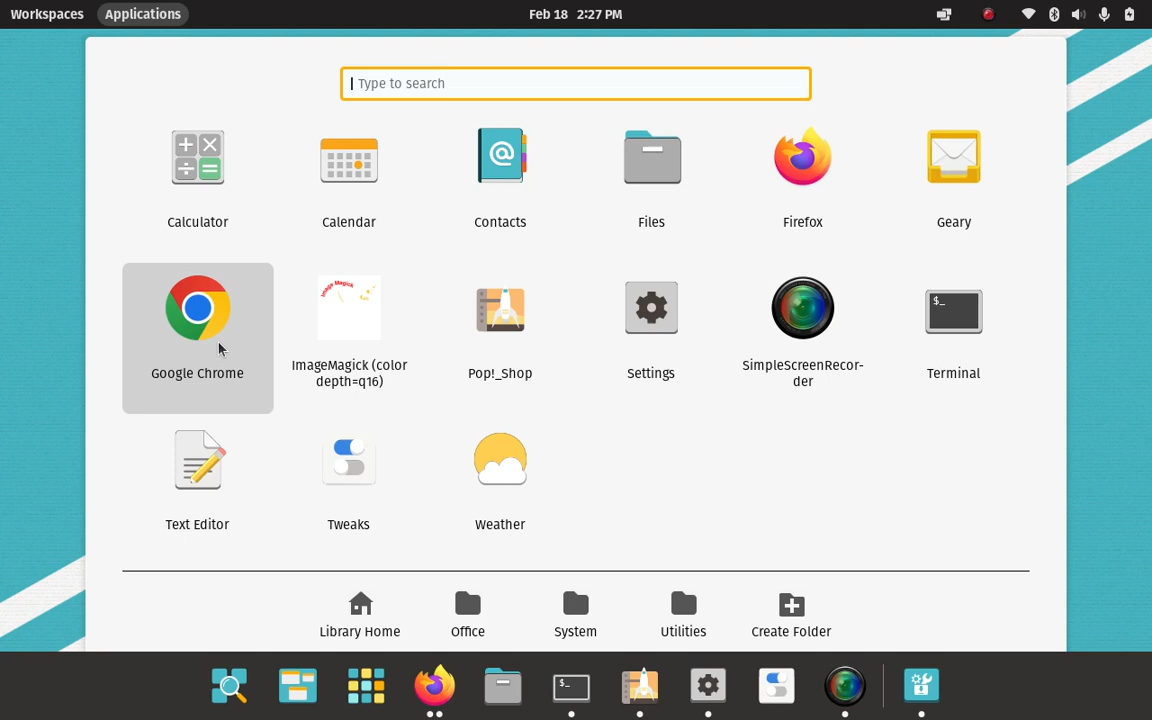 Workspaces Applications Feb 18 2:27 PM
Type to search
Calculator Calendar Contacts Files Firefox Geary
Google Chrome ImageMagick (color Pop!_Shop Settings SimpleScreenRecor- Terminal
depth=q16) der
Text Editor Tweaks Weather
Library Home Office System Utilities Create Folder